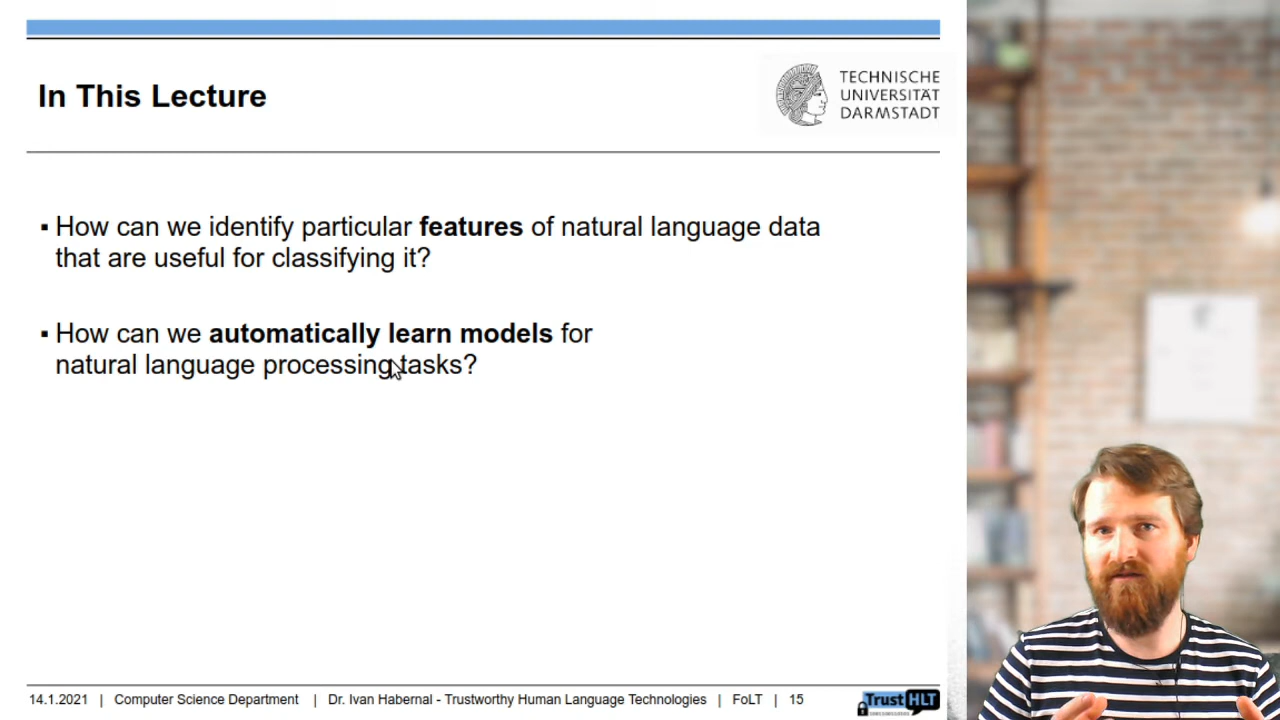 In This Lecture
TECHNISCHE
UNIVERSITÄT
DARMSTADT
▪ How can we identify particular features of natural language data
that are useful for classifying it?
▪ How can we automatically learn models for
natural language processing tasks?
14.1.2021 | Computer Science Department | Dr. Ivan Habernal - Trustworthy Human Language Technologies | FoLT | 15
TrustHLT